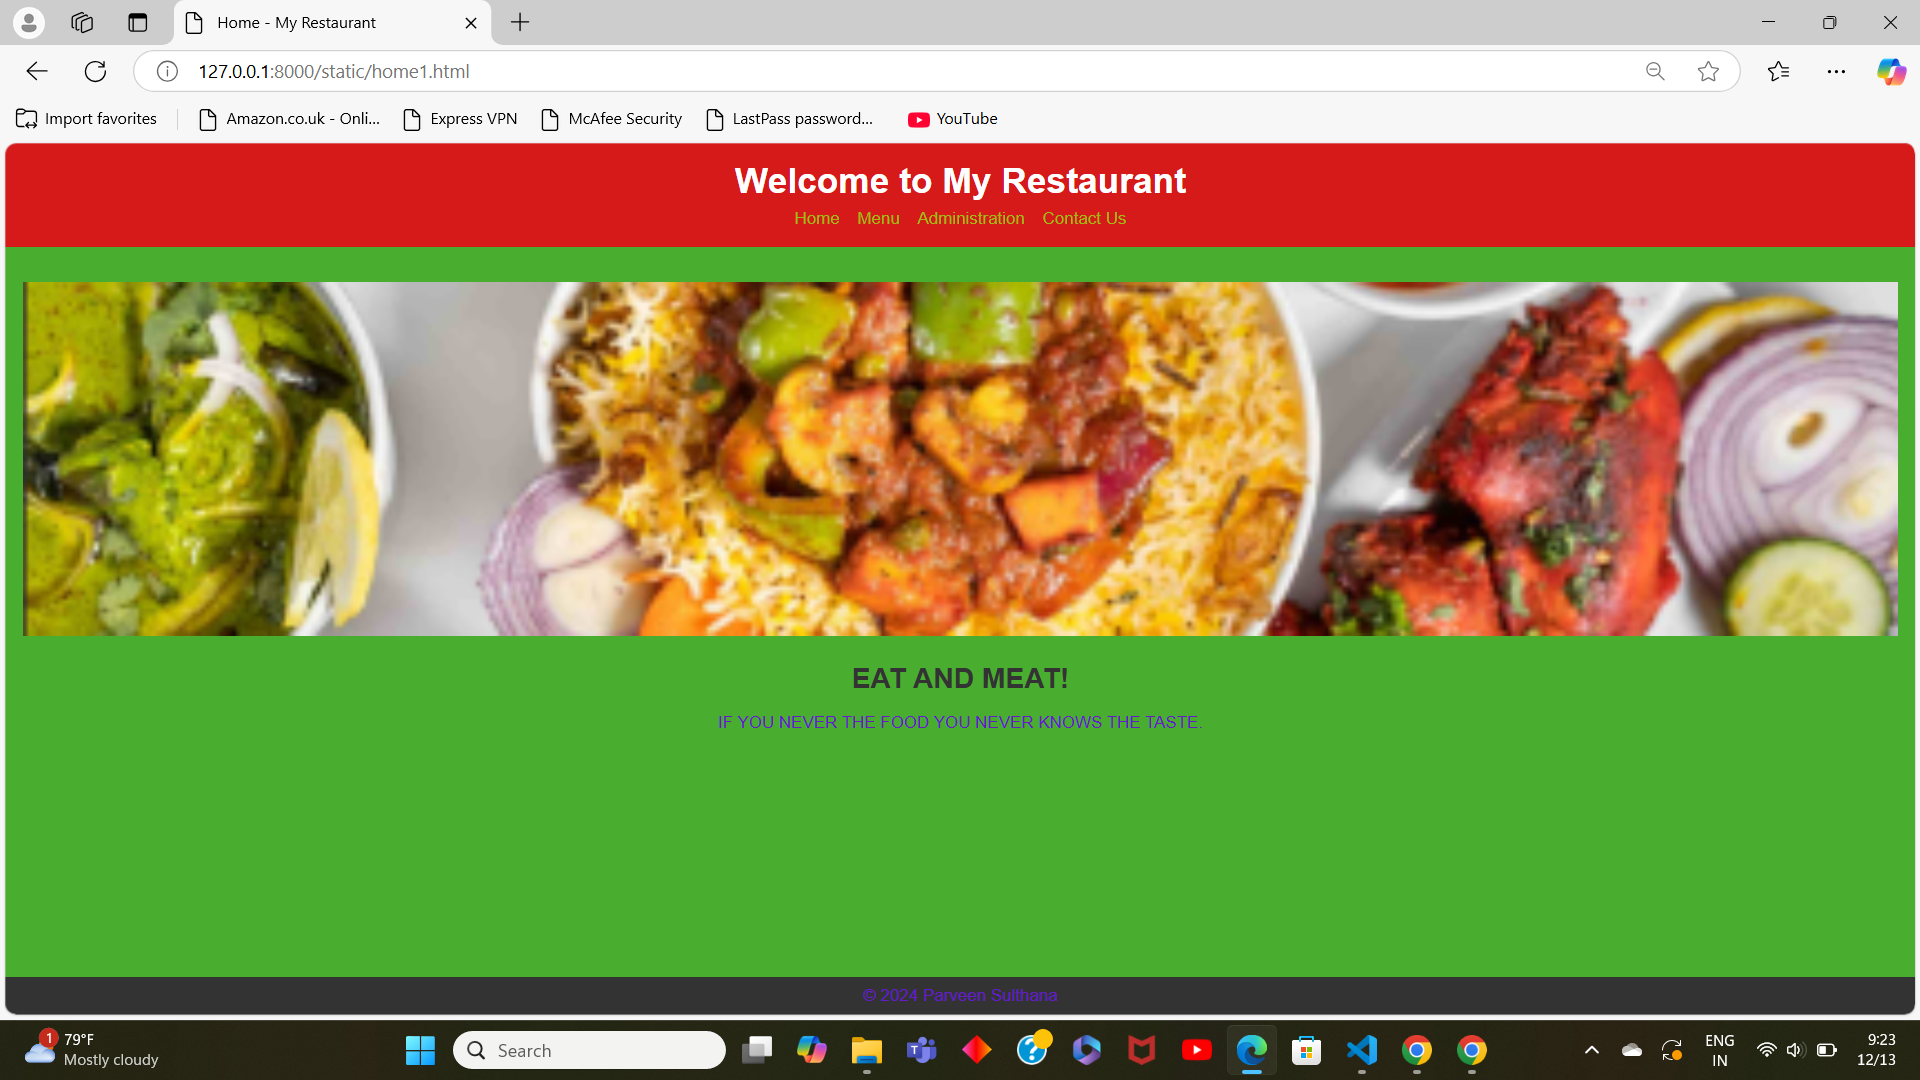 Home - My Restaurant
127.0.0.1:8000/static/home1.html
Import favorites
Amazon.co.uk - Onli...
Express VPN
McAfee Security
LastPass password...
YouTube
Welcome to My Restaurant
Home Menu Administration Contact Us
EAT AND MEAT!
IF YOU NEVER THE FOOD YOU NEVER KNOWS THE TASTE.
© 2024 Parveen Sulthana
1
79°F
Mostly cloudy
Search
ENG
IN
9:23
12/13